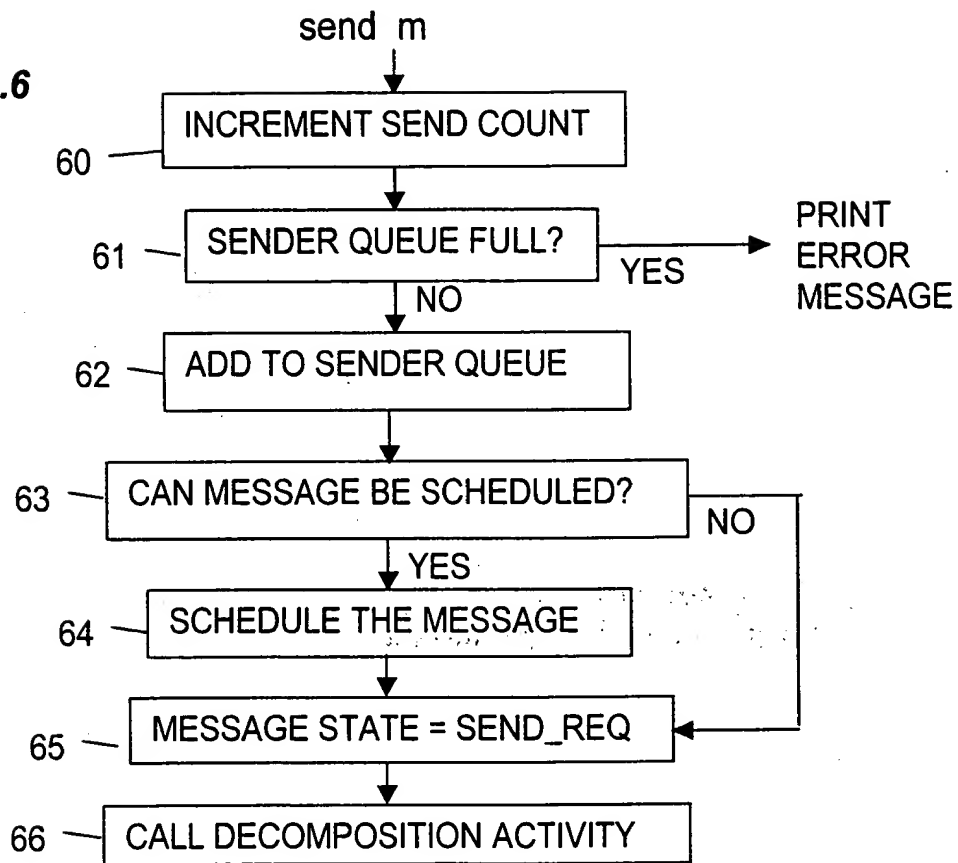 send m
.6
INCREMENT SEND COUNT
60
SENDER QUEUE FULL?
61
YES
PRINT
ERROR
MESSAGE
NO
ADD TO SENDER QUEUE
62
CAN MESSAGE BE SCHEDULED?
63
NO
YES
SCHEDULE THE MESSAGE
64
MESSAGE STATE = SEND_REQ
65
CALL DECOMPOSITION ACTIVITY
66